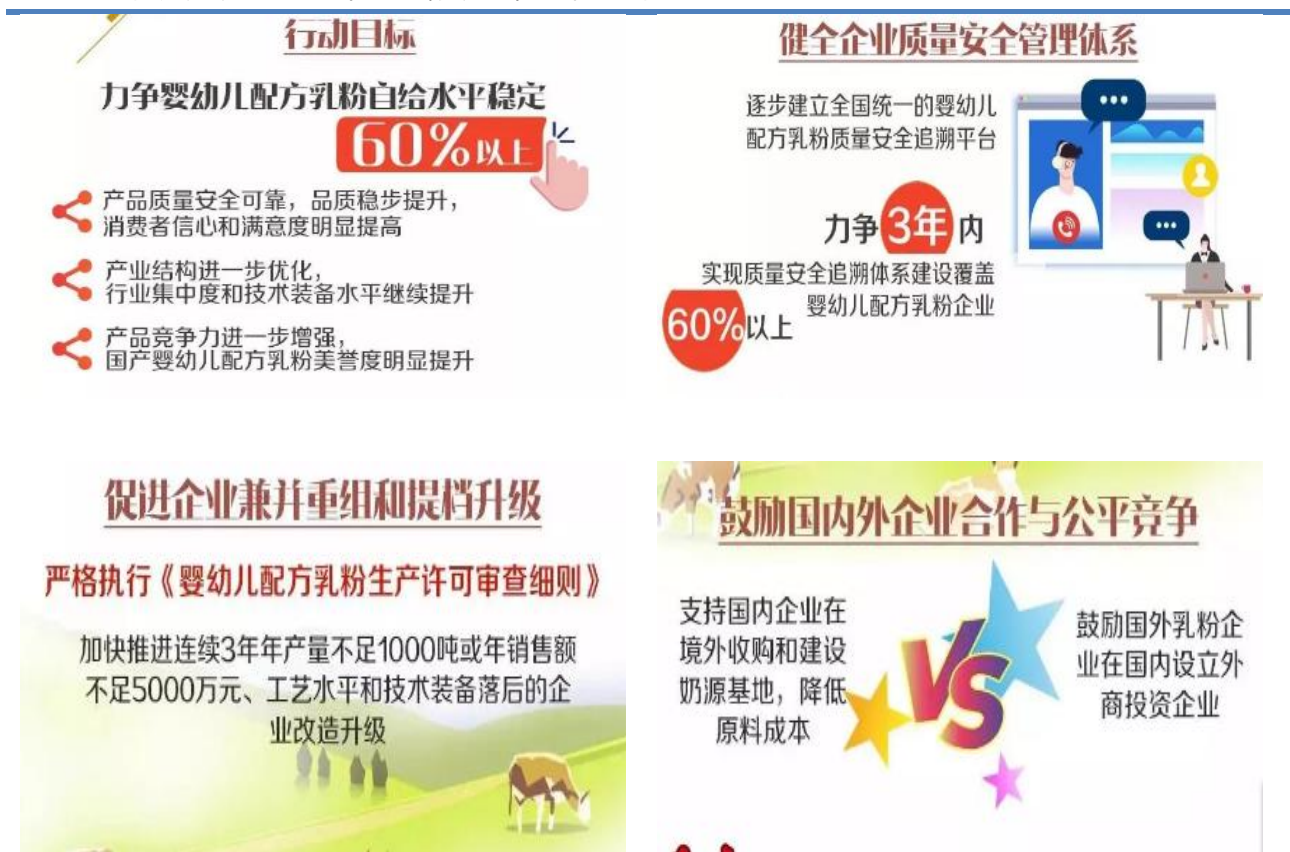 行动目标
力争婴幼儿配方乳粉自给水平稳定
60%以上
产品质量安全可靠，品质稳步提升，
消费者信心和满意度明显提高
产业结构进一步优化，
行业集中度和技术装备水平继续提升
产品竞争力进一步增强，
国产婴幼儿配方乳粉美誉度明显提升
健全企业质量安全管理体系
逐步建立全国统一的婴幼儿
配方乳粉质量安全追溯平台
力争3年内
实现质量安全追溯体系建设覆盖
60%以上
婴幼儿配方乳粉企业
促进企业兼并重组和提档升级
严格执行《婴幼儿配方乳粉生产许可审查细则》
加快推进连续3年年产量不足1000吨或年销售额
不足5000万元、工艺水平和技术装备落后的企
业改造升级
鼓励国内外企业合作与公平竞争
支持国内企业在
境外收购和建设
奶源基地，降低
原料成本
VS
鼓励国外乳粉企
业在国内设立外
商投资企业